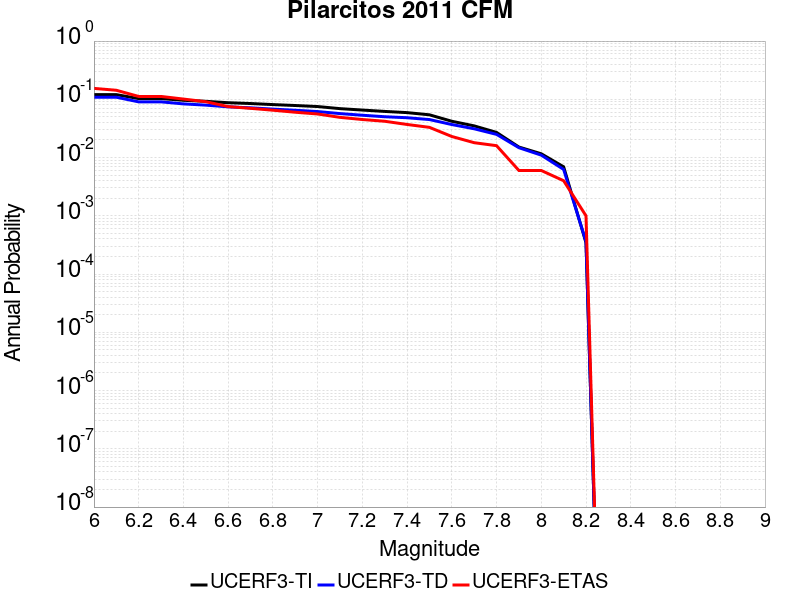 Pilarcitos 2011 CFM
10^0
10^-1
10^-2
10^-3
10^-4
10^-5
10^-6
10^-7
10^-8
Annual Probability
6 6.2 6.4 6.6 6.8 7 7.2 7.4 7.6 7.8 8 8.2 8.4 8.6 8.8 9
Magnitude
UCERF3-TI UCERF3-TD UCERF3-ETAS